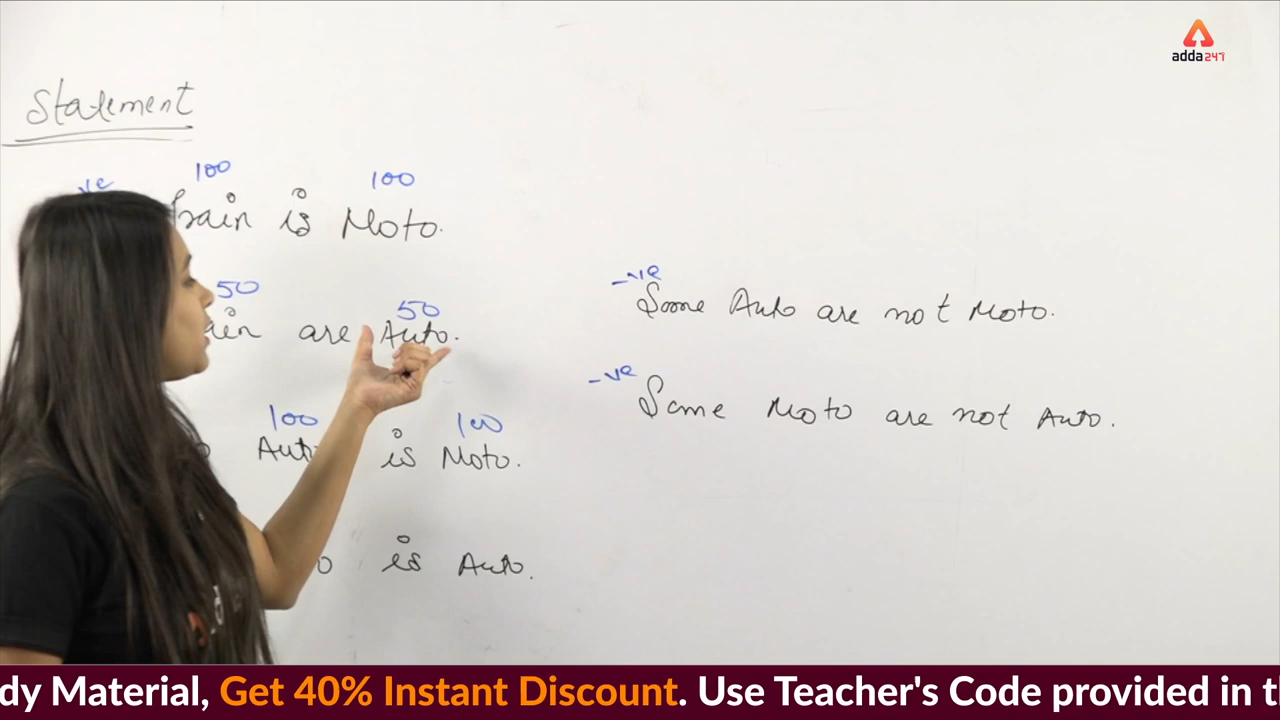 adda247
Statement
-ve 100 100
Train is Moto.
50 50
are Auto.
100 100
Auto is Moto.
is Auto.
-ve
Some Auto are not Moto.
-ve
Some Moto are not Auto.
dy Material, Get 40% Instant Discount. Use Teacher's Code provided in th